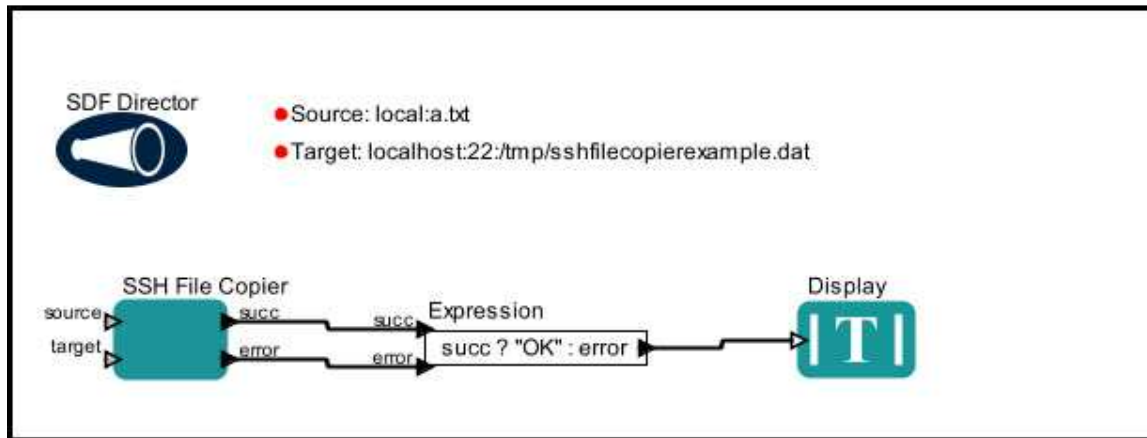 SDF Director
Source: local:a.txt
Target: localhost:22:/tmp/sshfilecopierexample.dat
SSH File Copier
source
target
succ
error
succ
error
Expression
succ ? "OK" : error
Display
T